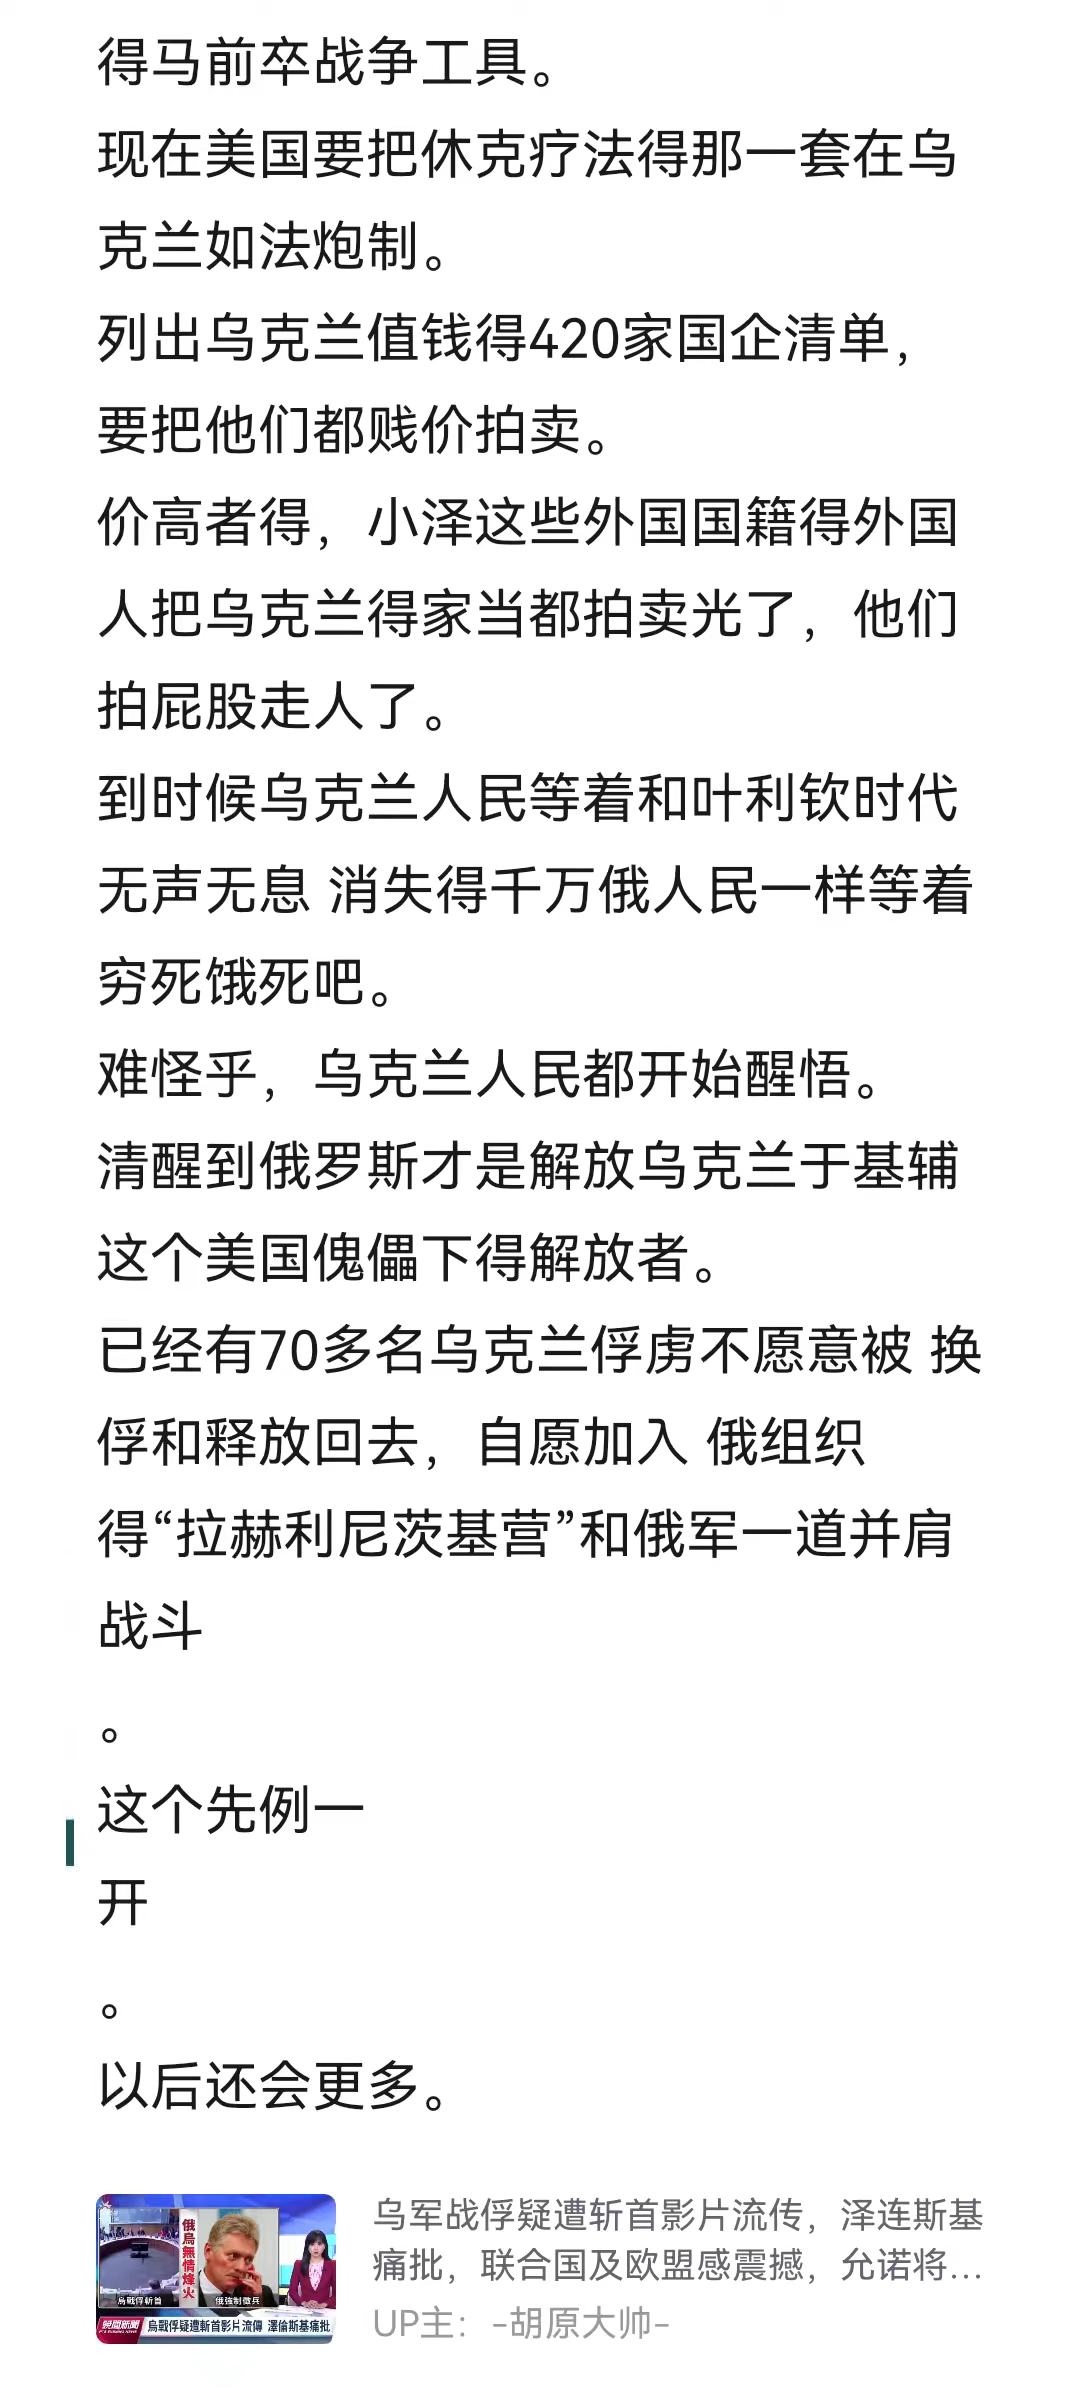 得马前卒战争工具。
现在美国要把休克疗法得那一套在乌
克兰如法炮制。
列出乌克兰值钱得420家国企清单，
要把他们都贱价拍卖。
价高者得，小泽这些外国国籍得外国
人把乌克兰得家当都拍卖光了，他们
拍屁股走人了。
到时候乌克兰人民等着和叶利钦时代
无声无息 消失得千万俄人民一样等着
穷死饿死吧。
难怪乎，乌克兰人民都开始醒悟。
清醒到俄罗斯才是解放乌克兰于基辅
这个美国傀儡下得解放者。
已经有70多名乌克兰俘虏不愿意被 换
俘和释放回去，自愿加入 俄组织
得“拉赫利尼茨基营”和俄军一道并肩
战斗
。
这个先例一
开
。
以后还会更多。
乌军战俘疑遭斩首影片流传，泽连斯基
痛批，联合国及欧盟感震撼，允诺将...
UP主：-胡原大帅-
俄烏無情烽火
烏戰俘斬首
俄強制徵兵
晚間新聞
烏戰俘疑遭斬首影片流傳 澤倫斯基痛批